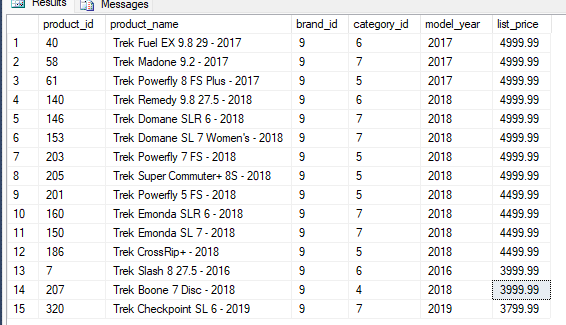 Results Messages
product_id product_name brand_id category_id model_year list_price
1 40 Trek Fuel EX 9.8 29 - 2017 9 6 2017 4999.99
2 58 Trek Madone 9.2 - 2017 9 7 2017 4999.99
3 61 Trek Powerfly 8 FS Plus - 2017 9 5 2017 4999.99
4 140 Trek Remedy 9.8 27.5 - 2018 9 6 2018 4999.99
5 146 Trek Domane SLR 6 - 2018 9 7 2018 4999.99
6 153 Trek Domane SL 7 Women's - 2018 9 7 2018 4999.99
7 203 Trek Powerfly 7 FS - 2018 9 5 2018 4999.99
8 205 Trek Super Commuter+ 8S - 2018 9 5 2018 4999.99
9 201 Trek Powerfly 5 FS - 2018 9 5 2018 4499.99
10 160 Trek Emonda SLR 6 - 2018 9 7 2018 4499.99
11 150 Trek Emonda SL 7 - 2018 9 7 2018 4499.99
12 186 Trek CrossRip+ - 2018 9 5 2018 4499.99
13 7 Trek Slash 8 27.5 - 2016 9 6 2016 3999.99
14 207 Trek Boone 7 Disc - 2018 9 4 2018 3999.99
15 320 Trek Checkpoint SL 6 - 2019 9 7 2019 3799.99